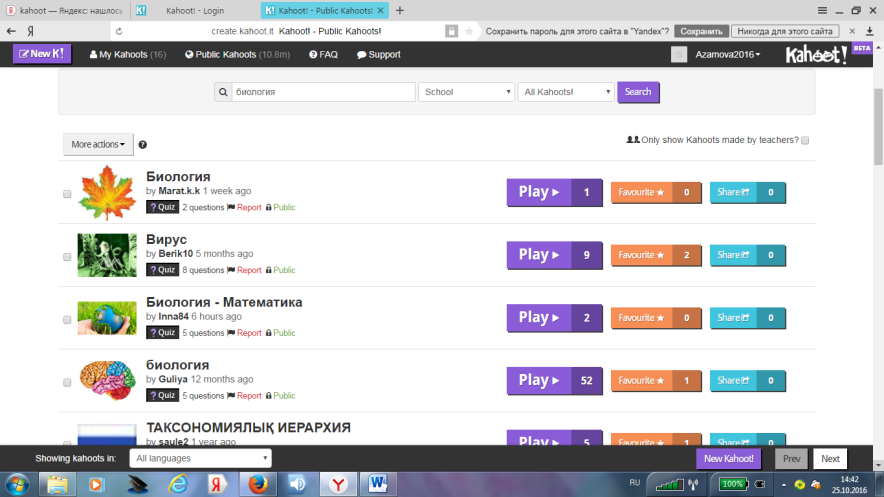 kahoot — Яндекс: нашлось
Kahoot! - Login
Kahoot! - Public Kahoots!
create.kahoot.it Kahoot! - Public Kahoots!
Сохранить пароль для этого сайта в "Yandex"?
Сохранить
Никогда для этого сайта
New K!
My Kahoots (16)
Public Kahoots (10.8m)
FAQ
Support
Azamova2016
Kahoot!
BETA
биология
School
All Kahoots!
Search
More actions
Only show Kahoots made by teachers?
Биология
by Marat.k.k 1 week ago
? Quiz 2 questions Report Public
Play 1 Favourite 0 Share 0
Вирус
by Berik10 5 months ago
? Quiz 8 questions Report Public
Play 9 Favourite 2 Share 0
Биология - Математика
by Inna84 6 hours ago
? Quiz 5 questions Report Public
Play 2 Favourite 0 Share 0
биология
by Guliya 12 months ago
? Quiz 5 questions Report Public
Play 52 Favourite 1 Share 0
ТАКСОНОМИЯЛЫҚ ИЕРАРХИЯ
by saule2 1 year ago
Play 5 Favourite 1 Share 0
Showing kahoots in:
All languages
New Kahoot!
Prev
Next
RU
100%
14:42
25.10.2016